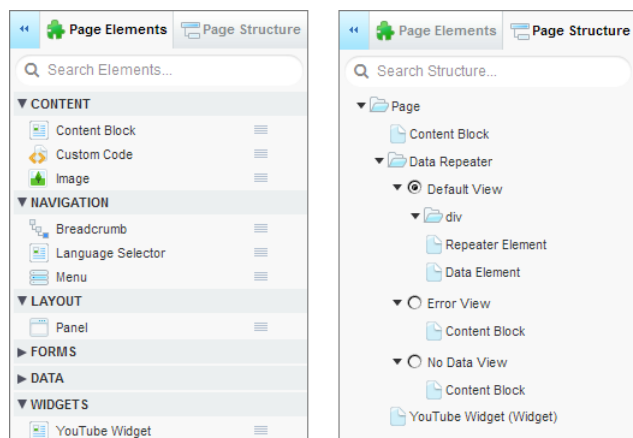 Page Elements Page Structure
Search Elements...
CONTENT
Content Block
Custom Code
Image
NAVIGATION
Breadcrumb
Language Selector
Menu
LAYOUT
Panel
FORMS
DATA
WIDGETS
YouTube Widget
Page Elements Page Structure
Search Structure...
Page
Content Block
Data Repeater
Default View
div
Repeater Element
Data Element
Error View
Content Block
No Data View
Content Block
YouTube Widget (Widget)